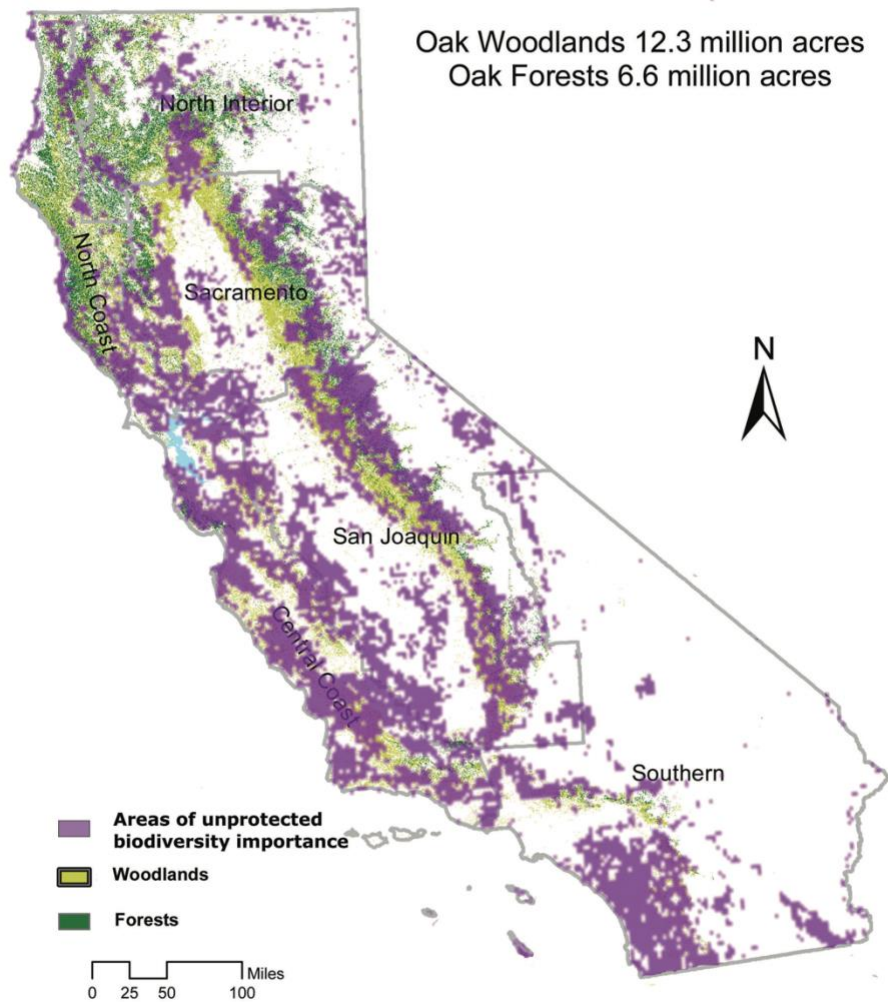 Oak Woodlands 12.3 million acres
Oak Forests 6.6 million acres
North Interior
North Coast
Sacramento
San Joaquin
Central Coast
Southern
N
Areas of unprotected
biodiversity importance
Woodlands
Forests
Miles
0 25 50 100